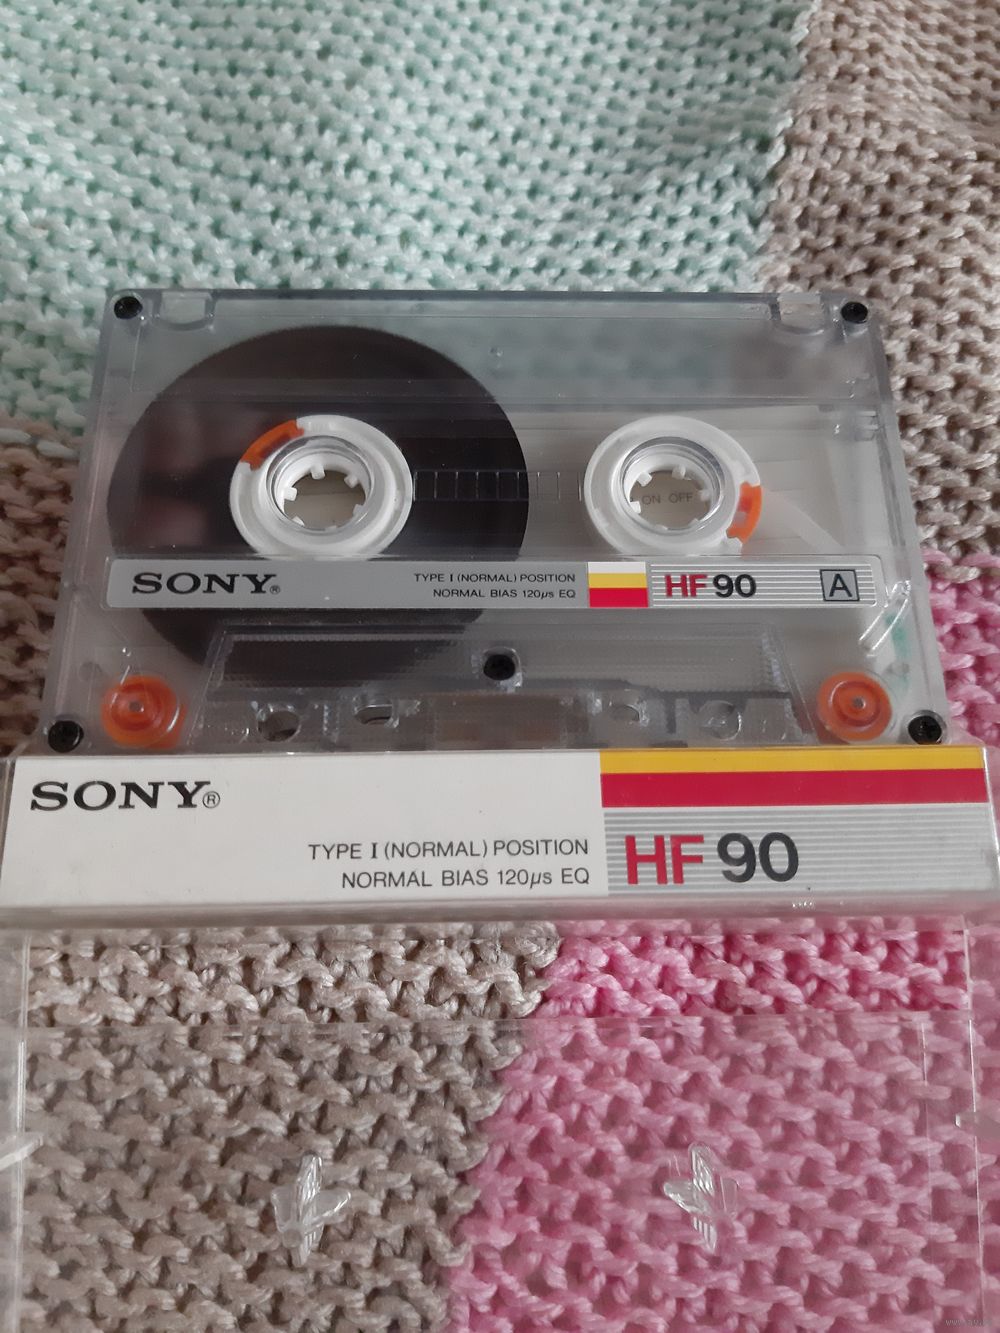 ON OFF
SONY®
TYPE I (NORMAL) POSITION
NORMAL BIAS 120µs EQ
HF 90
A
SONY®
TYPE I (NORMAL) POSITION
NORMAL BIAS 120µs EQ
HF 90